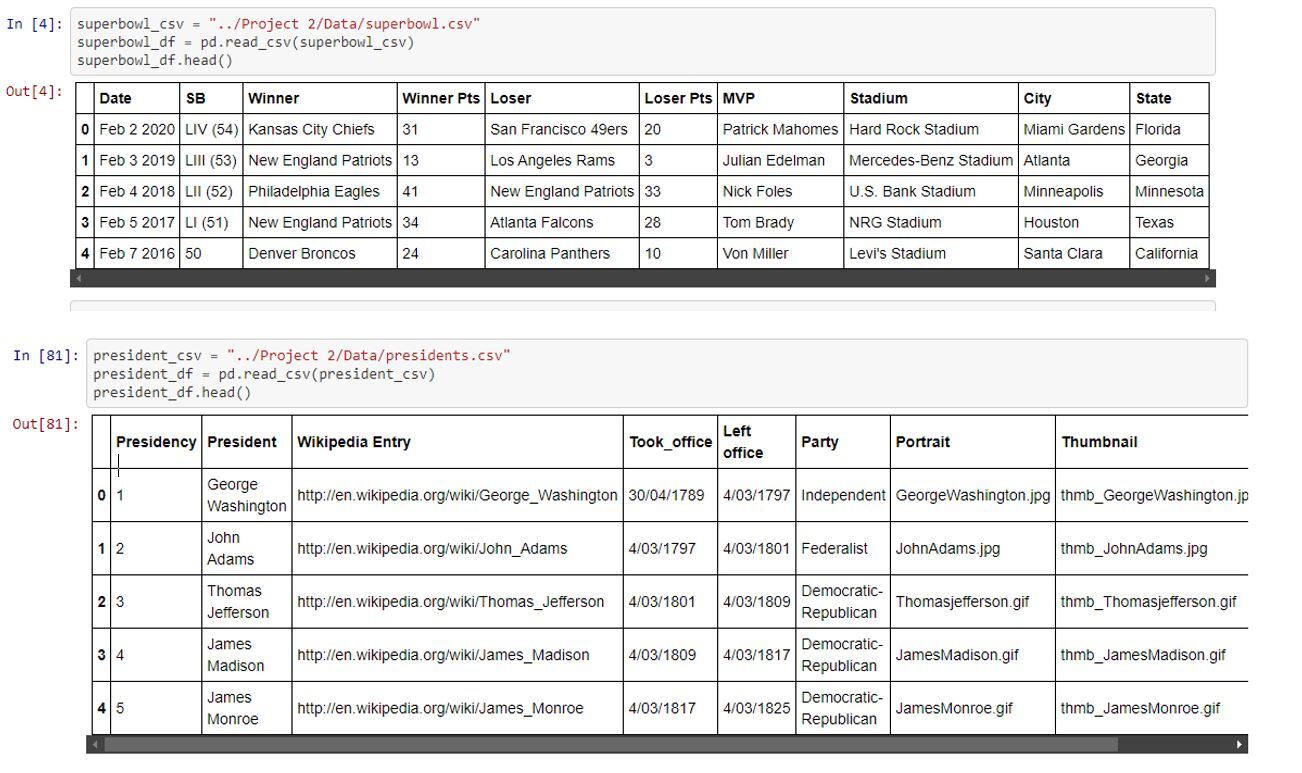 In [4]: superbowl_csv = "../Project 2/Data/superbowl.csv"
superbowl_df = pd.read_csv(superbowl_csv)
superbowl_df.head()
Out[4]:
Date SB Winner Winner Pts Loser Loser Pts MVP Stadium City State
0 Feb 2 2020 LIV (54) Kansas City Chiefs 31 San Francisco 49ers 20 Patrick Mahomes Hard Rock Stadium Miami Gardens Florida
1 Feb 3 2019 LIII (53) New England Patriots 13 Los Angeles Rams 3 Julian Edelman Mercedes-Benz Stadium Atlanta Georgia
2 Feb 4 2018 LII (52) Philadelphia Eagles 41 New England Patriots 33 Nick Foles U.S. Bank Stadium Minneapolis Minnesota
3 Feb 5 2017 LI (51) New England Patriots 34 Atlanta Falcons 28 Tom Brady NRG Stadium Houston Texas
4 Feb 7 2016 50 Denver Broncos 24 Carolina Panthers 10 Von Miller Levi's Stadium Santa Clara California
In [81]: president_csv = "../Project 2/Data/presidents.csv"
president_df = pd.read_csv(president_csv)
president_df.head()
Out[81]:
Presidency President Wikipedia Entry Took_office Left office Party Portrait Thumbnail
0 1 George Washington http://en.wikipedia.org/wiki/George_Washington 30/04/1789 4/03/1797 Independent GeorgeWashington.jpg thmb_GeorgeWashington.jp
1 2 John Adams http://en.wikipedia.org/wiki/John_Adams 4/03/1797 4/03/1801 Federalist JohnAdams.jpg thmb_JohnAdams.jpg
2 3 Thomas Jefferson http://en.wikipedia.org/wiki/Thomas_Jefferson 4/03/1801 4/03/1809 Democratic-Republican Thomasjefferson.gif thmb_Thomasjefferson.gif
3 4 James Madison http://en.wikipedia.org/wiki/James_Madison 4/03/1809 4/03/1817 Democratic-Republican JamesMadison.gif thmb_JamesMadison.gif
4 5 James Monroe http://en.wikipedia.org/wiki/James_Monroe 4/03/1817 4/03/1825 Democratic-Republican JamesMonroe.gif thmb_JamesMonroe.gif